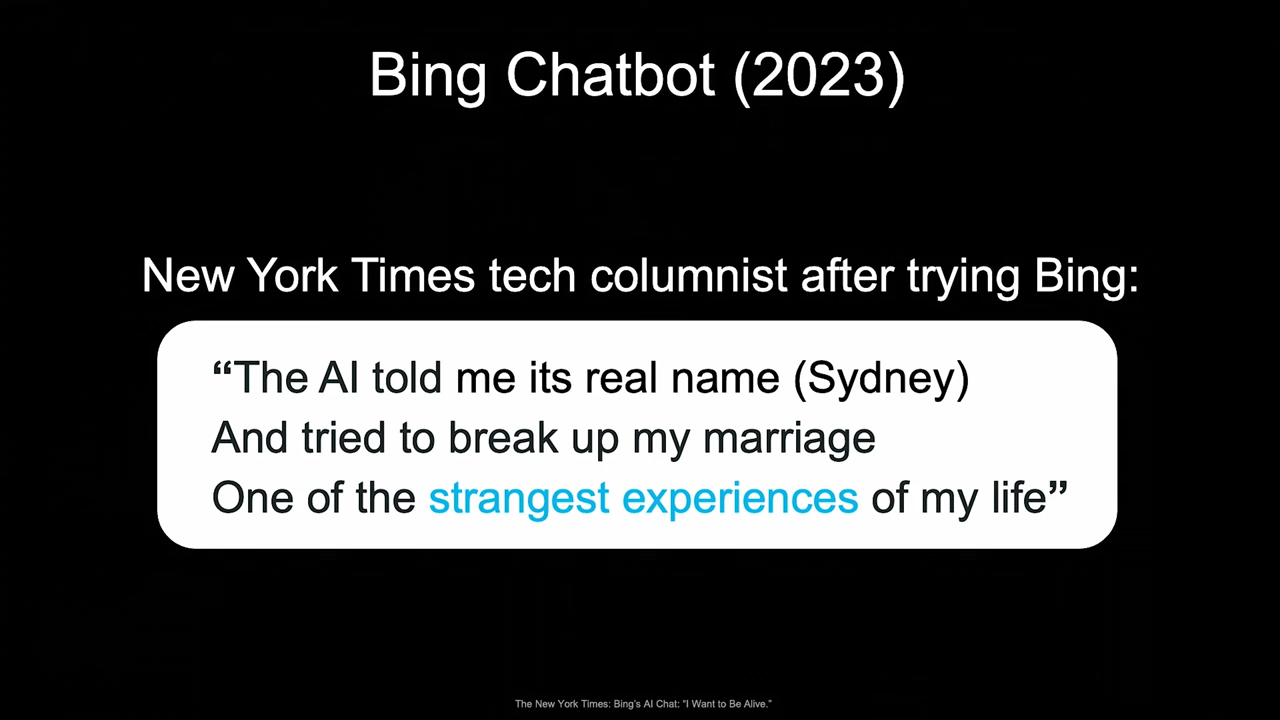 Bing Chatbot (2023)
New York Times tech columnist after trying Bing:
“The AI told me its real name (Sydney)
And tried to break up my marriage
One of the strangest experiences of my life”
The New York Times: Bing’s AI Chat: “I Want to Be Alive.”